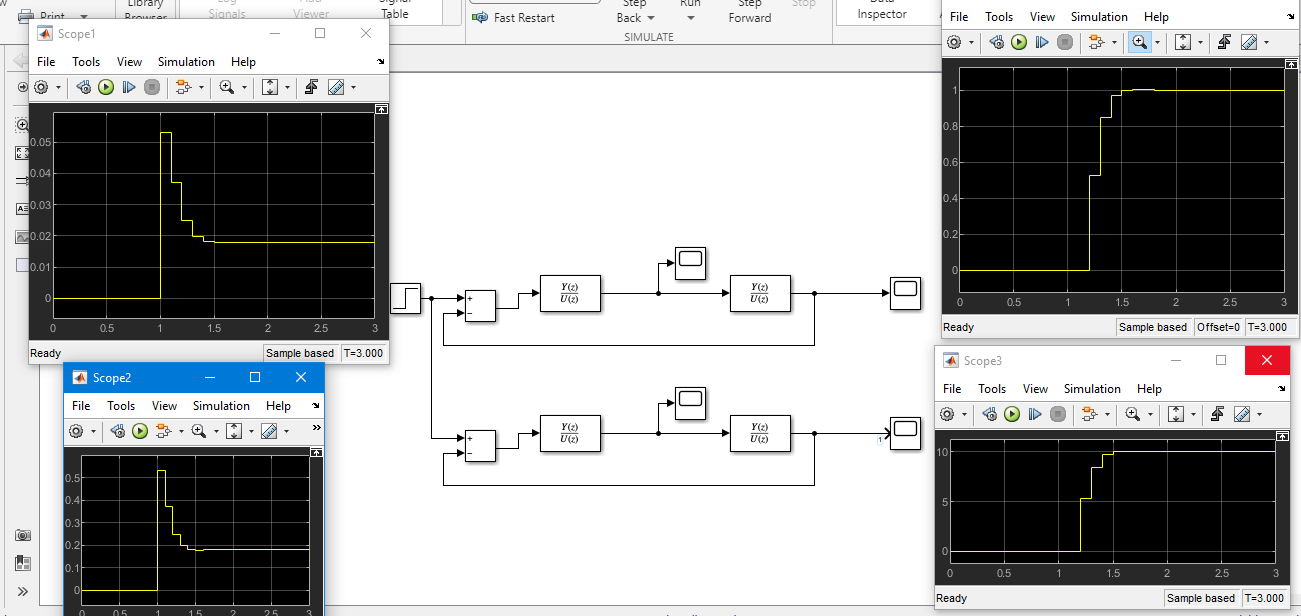 Print
Library
Browser
Log
Signals
Add
Viewer
Signal
Table
Fast Restart
Step
Back
Run
Step
Forward
Stop
SIMULATE
Data
Inspector
Scope1
File Tools View Simulation Help
0.05
0.04
0.03
0.02
0.01
0
0 0.5 1 1.5 2 2.5 3
Ready Sample based T=3.000
Scope2
File Tools View Simulation Help
»
0.5
0.4
0.3
0.2
0.1
0
0 0.5 1 1.5 2 2.5 3
+
−
Y(z)
U(z)
Y(z)
U(z)
+
−
Y(z)
U(z)
Y(z)
U(z)
1
File Tools View Simulation Help
1
0.8
0.6
0.4
0.2
0
0 0.5 1 1.5 2 2.5 3
Ready Sample based Offset=0 T=3.000
Scope3
File Tools View Simulation Help
10
5
0
0 0.5 1 1.5 2 2.5 3
Ready Sample based T=3.000